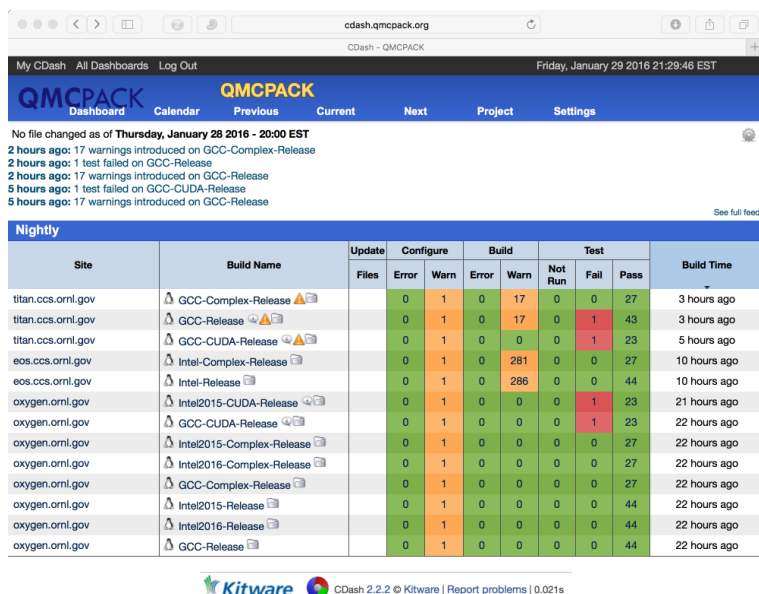 cdash.qmcpack.org
CDash - QMCPACK
My CDash All Dashboards Log Out Friday, January 29 2016 21:29:46 EST
QMCPACK QMCPACK
Dashboard Calendar Previous Current Next Project Settings
No file changed as of Thursday, January 28 2016 - 20:00 EST
2 hours ago: 17 warnings introduced on GCC-Complex-Release
2 hours ago: 1 test failed on GCC-Release
2 hours ago: 17 warnings introduced on GCC-Release
5 hours ago: 1 test failed on GCC-CUDA-Release
5 hours ago: 17 warnings introduced on GCC-Release
See full feed
Nightly
Site Build Name Update Configure Build Test Build Time
Files Error Warn Error Warn Not Run Fail Pass
titan.ccs.ornl.gov GCC-Complex-Release 0 1 0 17 0 0 27 3 hours ago
titan.ccs.ornl.gov GCC-Release 0 1 0 17 0 1 43 3 hours ago
titan.ccs.ornl.gov GCC-CUDA-Release 0 1 0 0 0 1 23 5 hours ago
eos.ccs.ornl.gov Intel-Complex-Release 0 1 0 281 0 0 27 10 hours ago
eos.ccs.ornl.gov Intel-Release 0 1 0 286 0 0 44 10 hours ago
oxygen.ornl.gov Intel2015-CUDA-Release 0 1 0 0 0 1 23 21 hours ago
oxygen.ornl.gov GCC-CUDA-Release 0 1 0 0 0 1 23 22 hours ago
oxygen.ornl.gov Intel2015-Complex-Release 0 1 0 0 0 0 27 22 hours ago
oxygen.ornl.gov Intel2016-Complex-Release 0 1 0 0 0 0 27 22 hours ago
oxygen.ornl.gov GCC-Complex-Release 0 1 0 0 0 0 27 22 hours ago
oxygen.ornl.gov Intel2015-Release 0 1 0 0 0 0 44 22 hours ago
oxygen.ornl.gov Intel2016-Release 0 1 0 0 0 0 44 22 hours ago
oxygen.ornl.gov GCC-Release 0 1 0 0 0 0 44 22 hours ago
Kitware CDash 2.2.2 © Kitware | Report problems | 0.021s